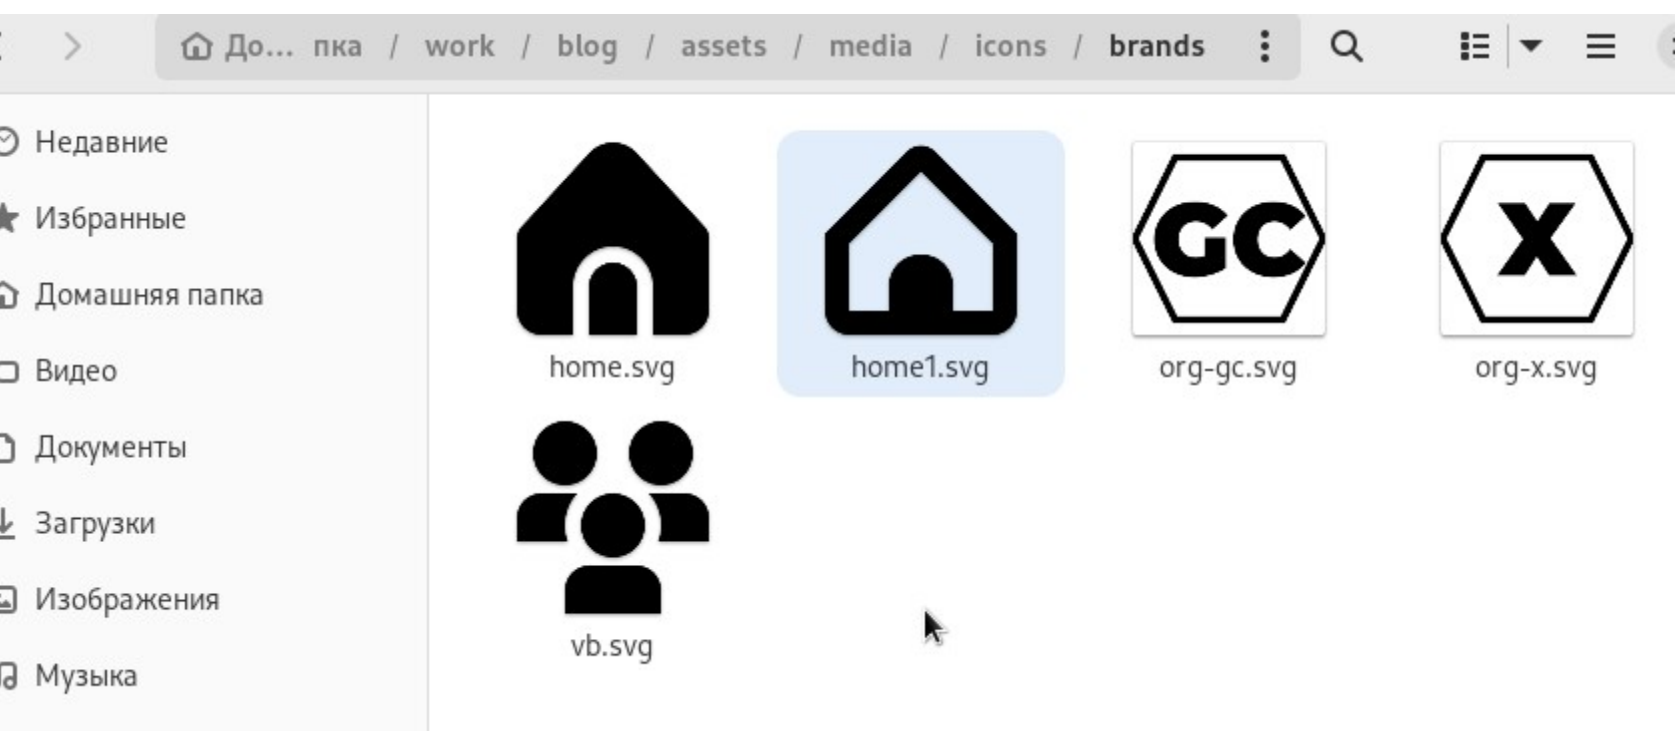 До... пка / work / blog / assets / media / icons / brands
Недавние
Избранные
Домашняя папка
Видео
Документы
Загрузки
Изображения
Музыка
GC
X
home.svg home1.svg org-gc.svg org-x.svg
vb.svg